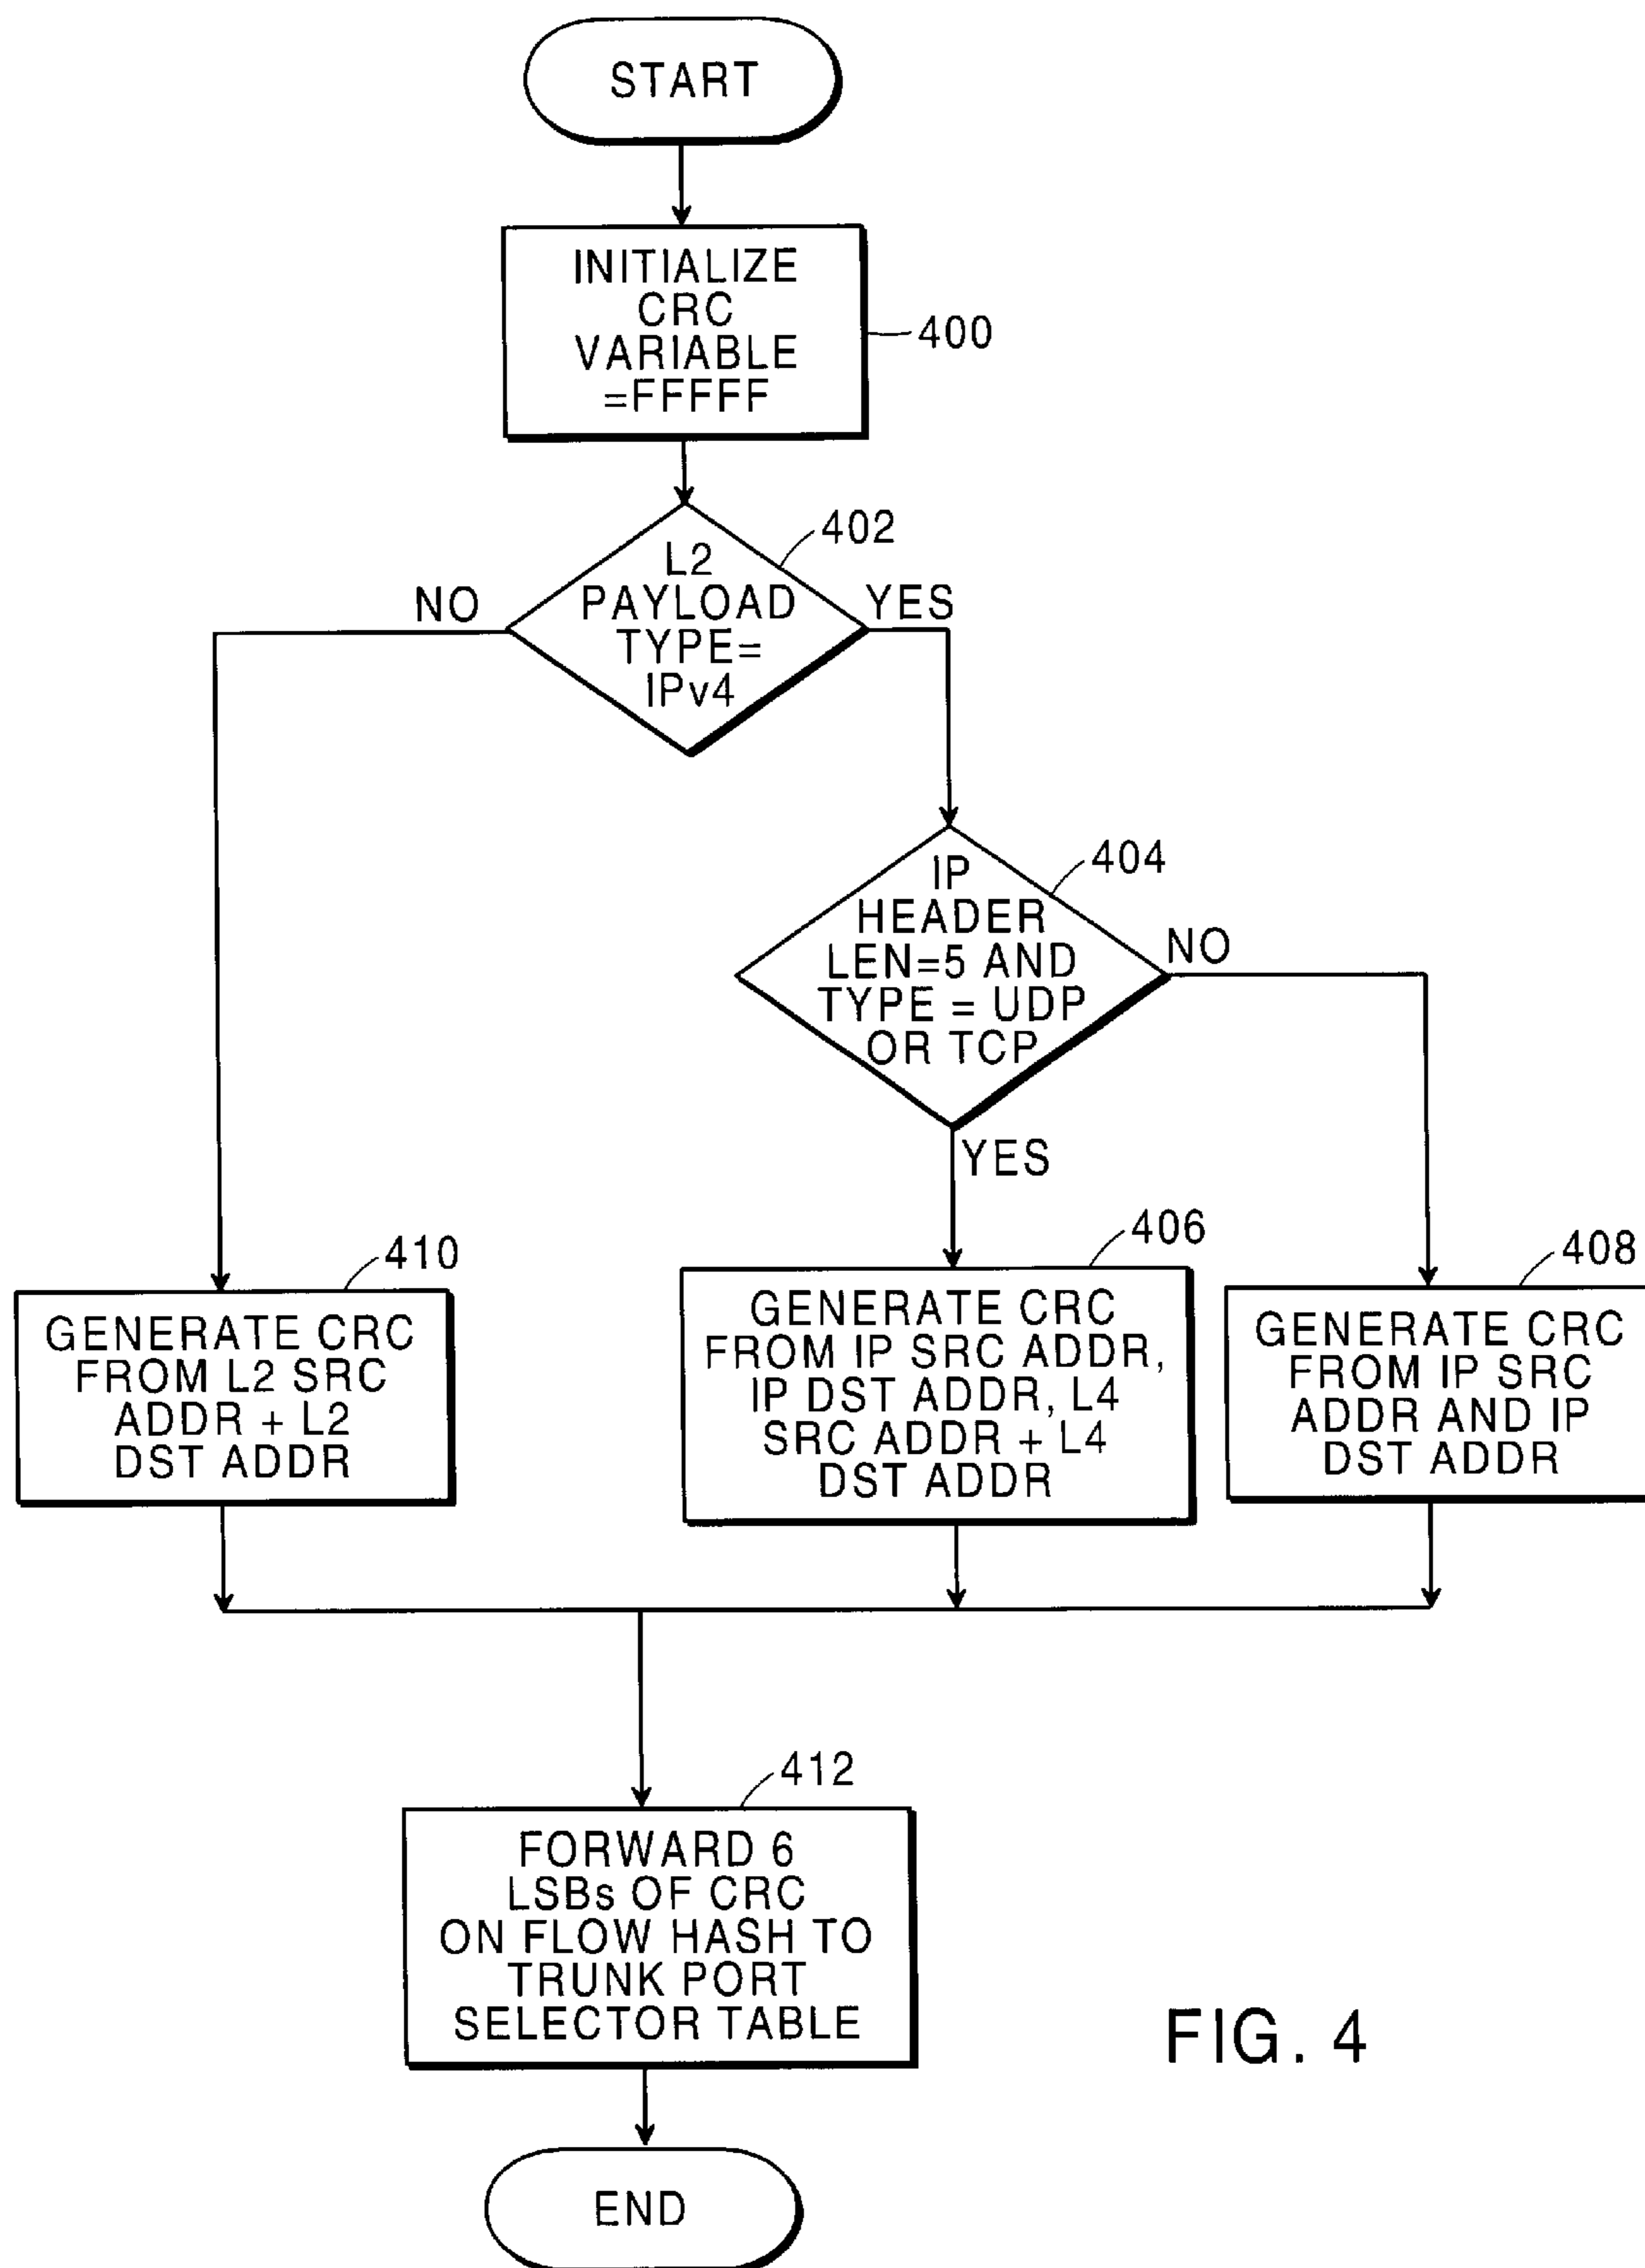 START
INITIALIZE
CRC
VARIABLE
=FFFFF
400
402
L2
PAYLOAD
TYPE=
IPv4
NO
YES
404
IP
HEADER
LEN=5 AND
TYPE = UDP
OR TCP
NO
YES
410
GENERATE CRC
FROM L2 SRC
ADDR + L2
DST ADDR
406
GENERATE CRC
FROM IP SRC ADDR,
IP DST ADDR, L4
SRC ADDR + L4
DST ADDR
408
GENERATE CRC
FROM IP SRC
ADDR AND IP
DST ADDR
412
FORWARD 6
LSBs OF CRC
ON FLOW HASH TO
TRUNK PORT
SELECTOR TABLE
END
FIG. 4